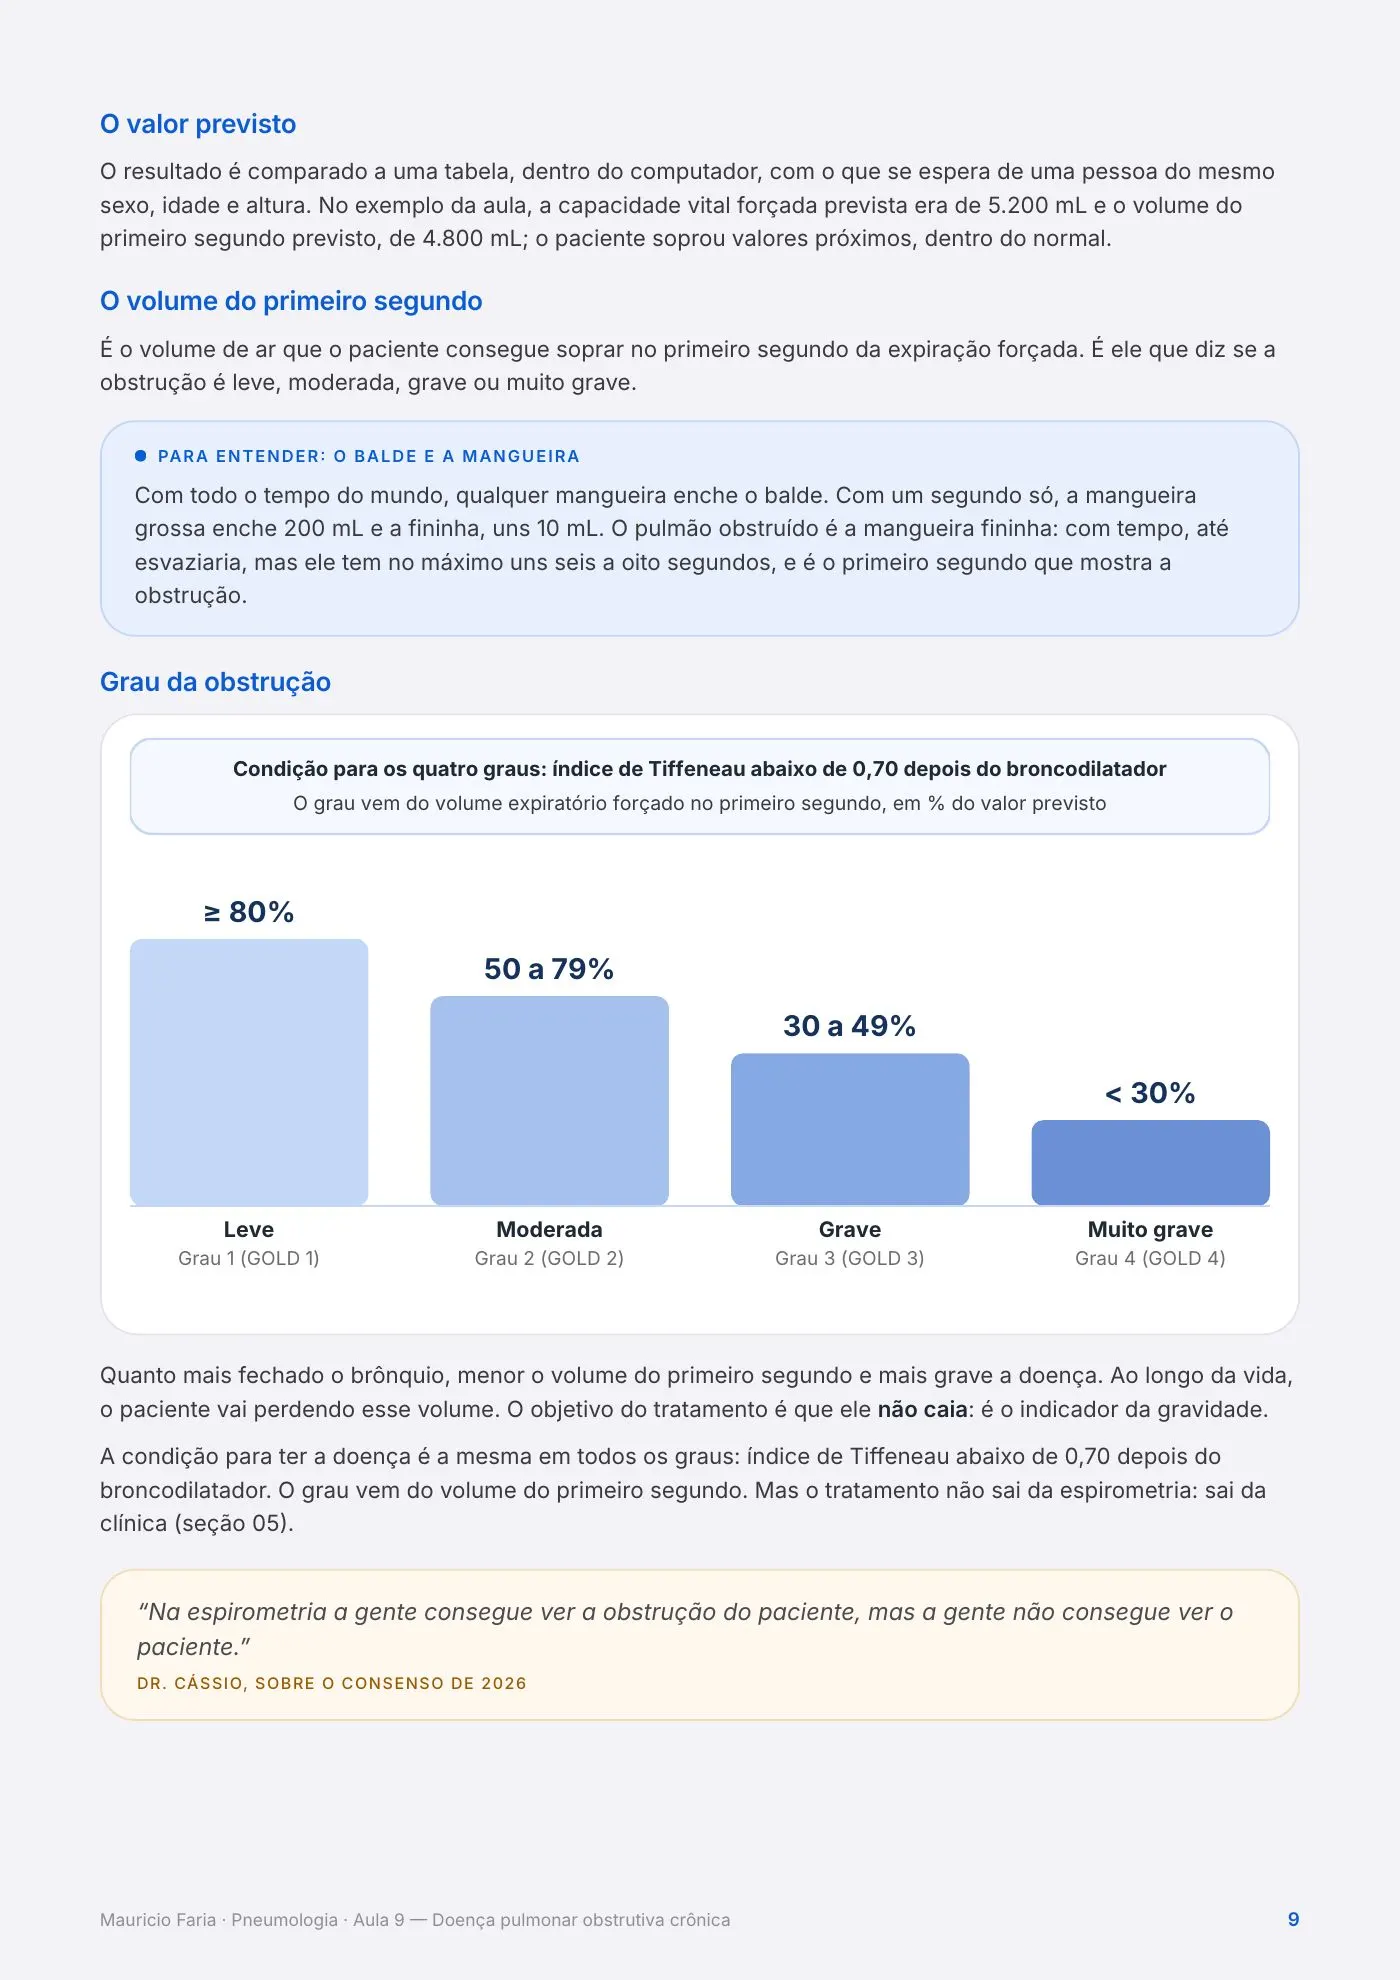 O valor previsto
O resultado é comparado a uma tabela, dentro do computador, com o que se espera de uma pessoa do mesmo
sexo, idade e altura. No exemplo da aula, a capacidade vital forçada prevista era de 5.200 mL e o volume do
primeiro segundo previsto, de 4.800 mL; o paciente soprou valores próximos, dentro do normal.
O volume do primeiro segundo
É o volume de ar que o paciente consegue soprar no primeiro segundo da expiração forçada. É ele que diz se a
obstrução é leve, moderada, grave ou muito grave.
PARA ENTENDER: O BALDE E A MANGUEIRA
Com todo o tempo do mundo, qualquer mangueira enche o balde. Com um segundo só, a mangueira
grossa enche 200 mL e a fininha, uns 10 mL. O pulmão obstruído é a mangueira fininha: com tempo, até
esvaziaria, mas ele tem no máximo uns seis a oito segundos, e é o primeiro segundo que mostra a
obstrução.
Grau da obstrução
Condição para os quatro graus: índice de Tiffeneau abaixo de 0,70 depois do broncodilatador
O grau vem do volume expiratório forçado no primeiro segundo, em % do valor previsto
≥ 80%
50 a 79%
30 a 49%
< 30%
Leve
Grau 1 (GOLD 1)
Moderada
Grau 2 (GOLD 2)
Grave
Grau 3 (GOLD 3)
Muito grave
Grau 4 (GOLD 4)
Quanto mais fechado o brônquio, menor o volume do primeiro segundo e mais grave a doença. Ao longo da vida,
o paciente vai perdendo esse volume. O objetivo do tratamento é que ele não caia: é o indicador da gravidade.
A condição para ter a doença é a mesma em todos os graus: índice de Tiffeneau abaixo de 0,70 depois do
broncodilatador. O grau vem do volume do primeiro segundo. Mas o tratamento não sai da espirometria: sai da
clínica (seção 05).
“Na espirometria a gente consegue ver a obstrução do paciente, mas a gente não consegue ver o
paciente.”
DR. CÁSSIO, SOBRE O CONSENSO DE 2026
Mauricio Faria · Pneumologia · Aula 9 — Doença pulmonar obstrutiva crônica
9